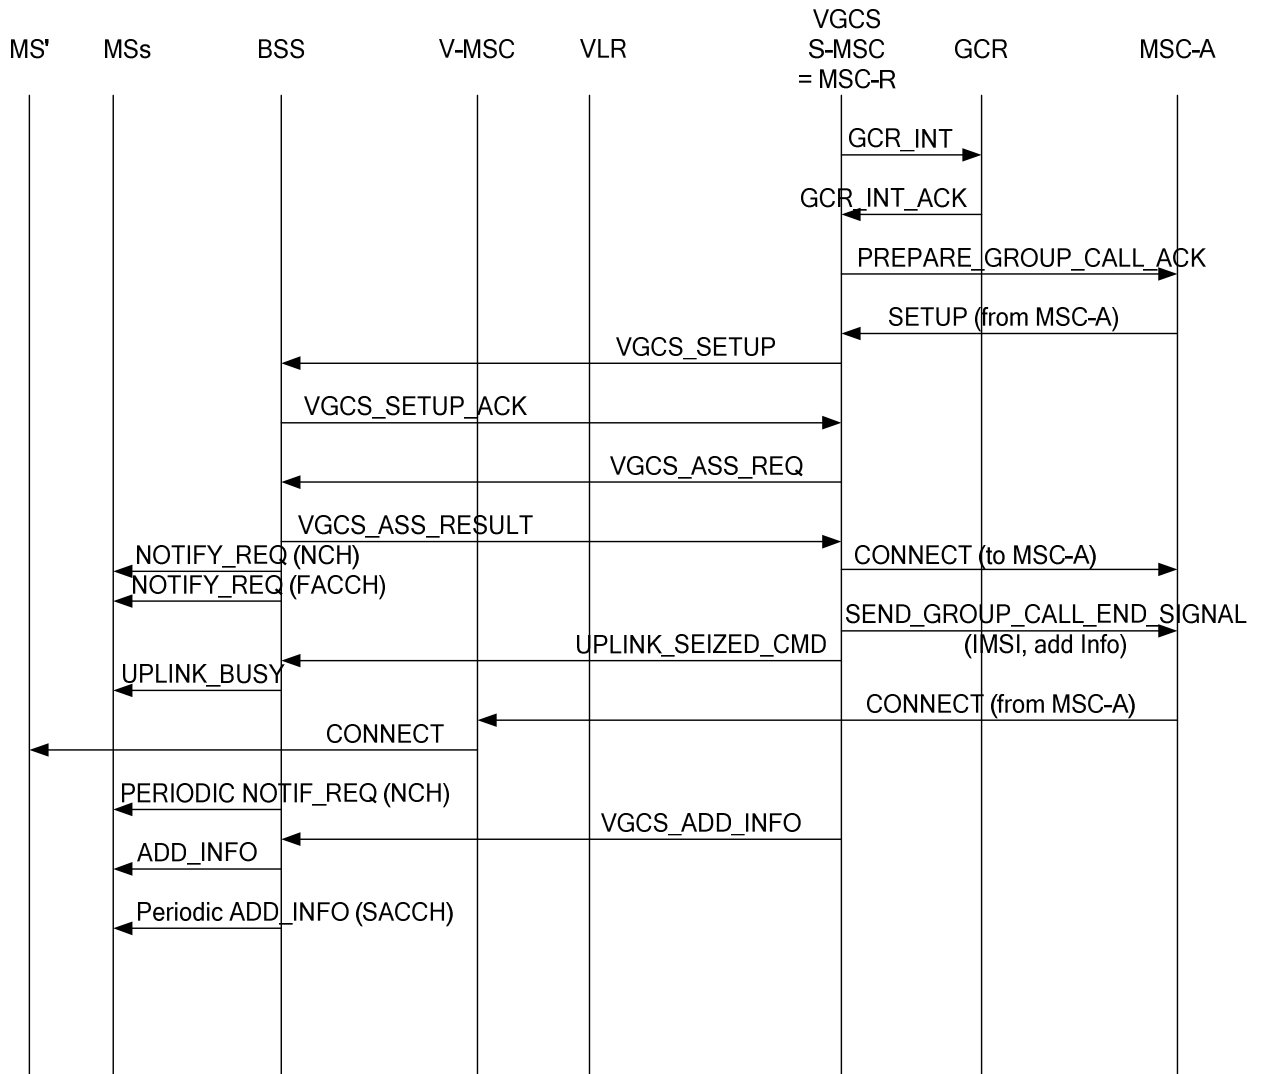 VGCS
MS' MSs BSS V-MSC VLR S-MSC GCR MSC-A
= MSC-R
GCR_INT
GCR_INT_ACK
PREPARE_GROUP_CALL_ACK
SETUP (from MSC-A)
VGCS_SETUP
VGCS_SETUP_ACK
VGCS_ASS_REQ
VGCS_ASS_RESULT
NOTIFY_REQ (NCH)
CONNECT (to MSC-A)
NOTIFY_REQ (FACCH)
SEND_GROUP_CALL_END_SIGNAL
(IMSI, add Info)
UPLINK_SEIZED_CMD
UPLINK_BUSY
CONNECT (from MSC-A)
CONNECT
PERIODIC NOTIF_REQ (NCH)
VGCS_ADD_INFO
ADD_INFO
Periodic ADD_INFO (SACCH)